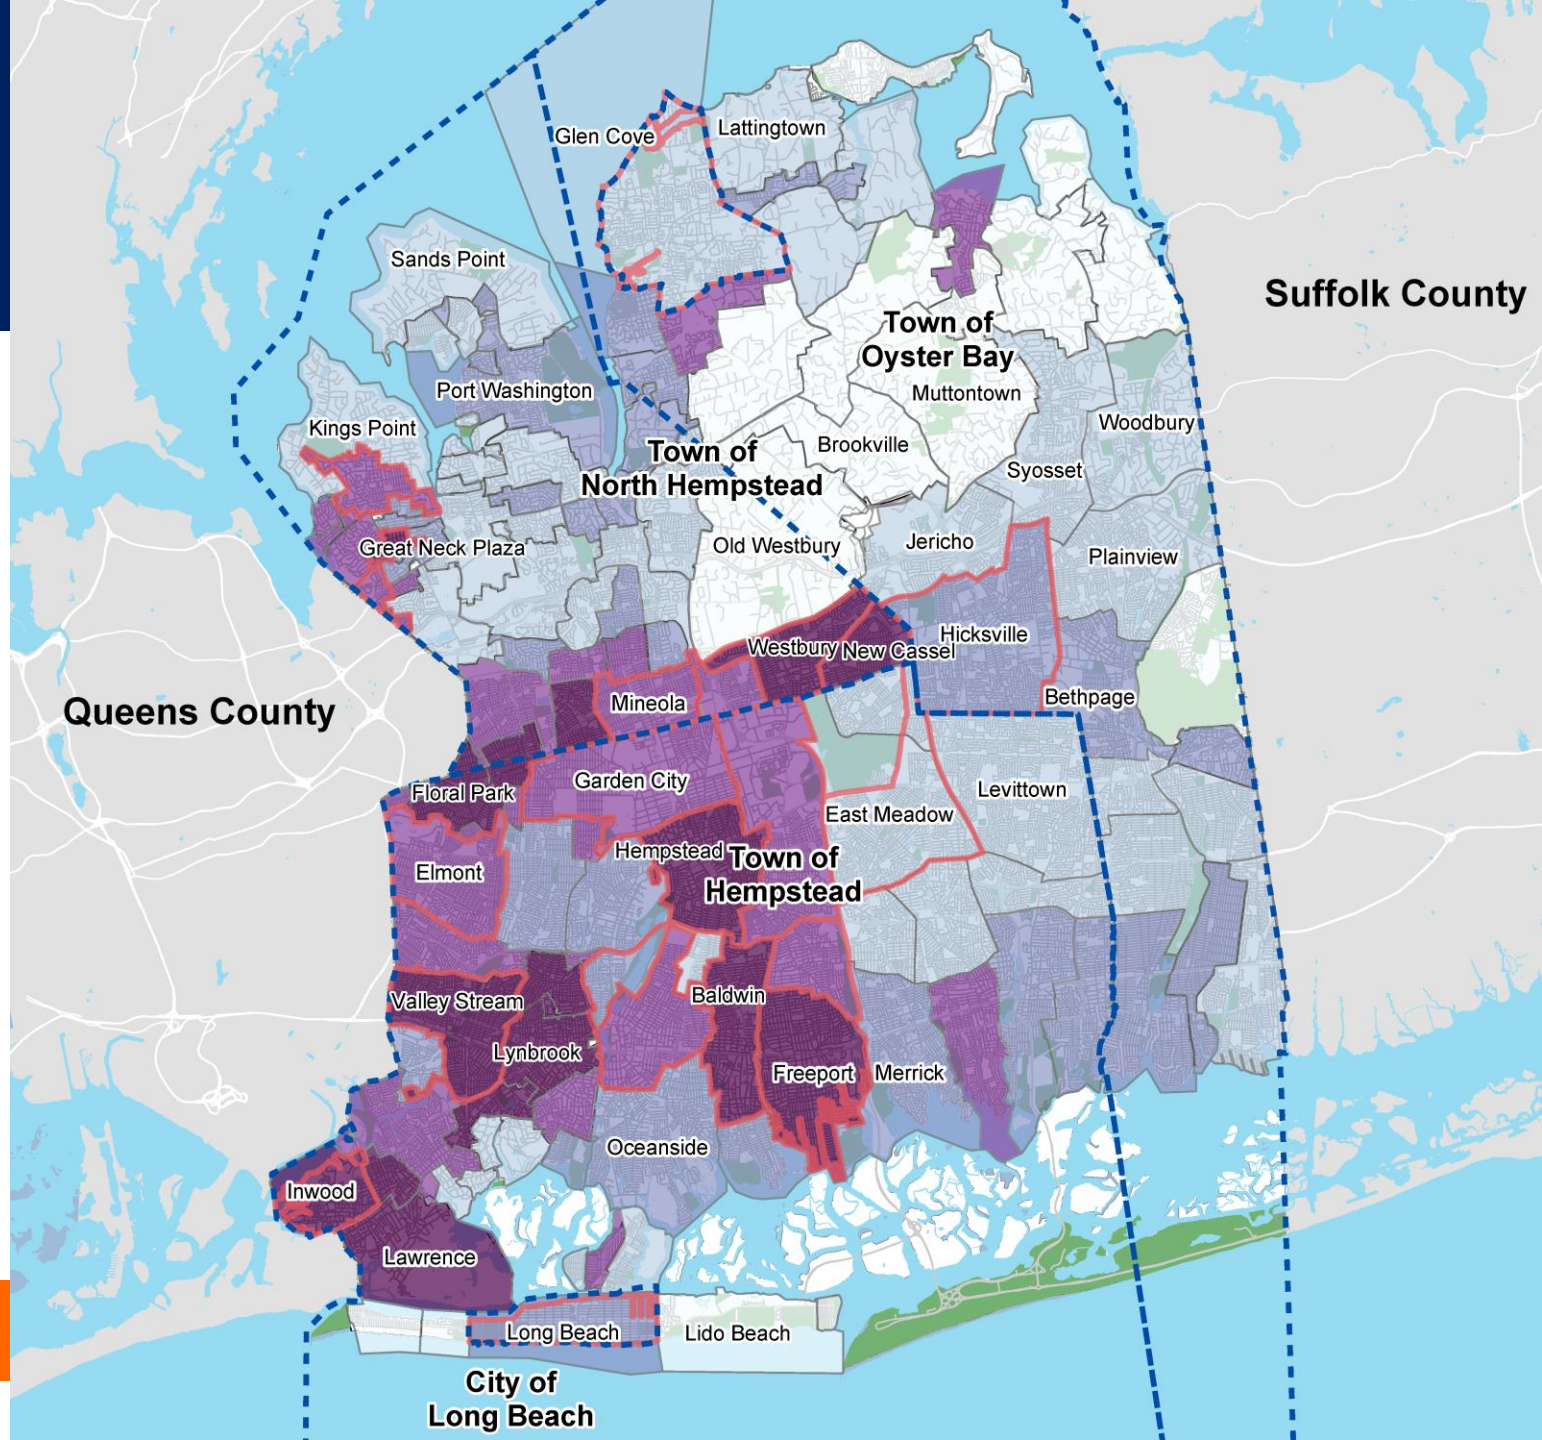 Glen Cove
Lattingtown
Sands Point
Suffolk County
Town of
Oyster Bay
Port Washington
Muttontown
Kings Point
Woodbury
Brookville
Town of
North Hempstead
Syosset
Great Neck Plaza
Old Westbury
Jericho
Plainview
Hicksville
Westbury
New Cassel
Queens County
Mineola
Bethpage
Garden City
Floral Park
Levittown
East Meadow
Hempstead
Town of
Hempstead
Elmont
Valley Stream
Baldwin
Lynbrook
Freeport
Merrick
Oceanside
Inwood
Lawrence
Long Beach
Lido Beach
City of
Long Beach